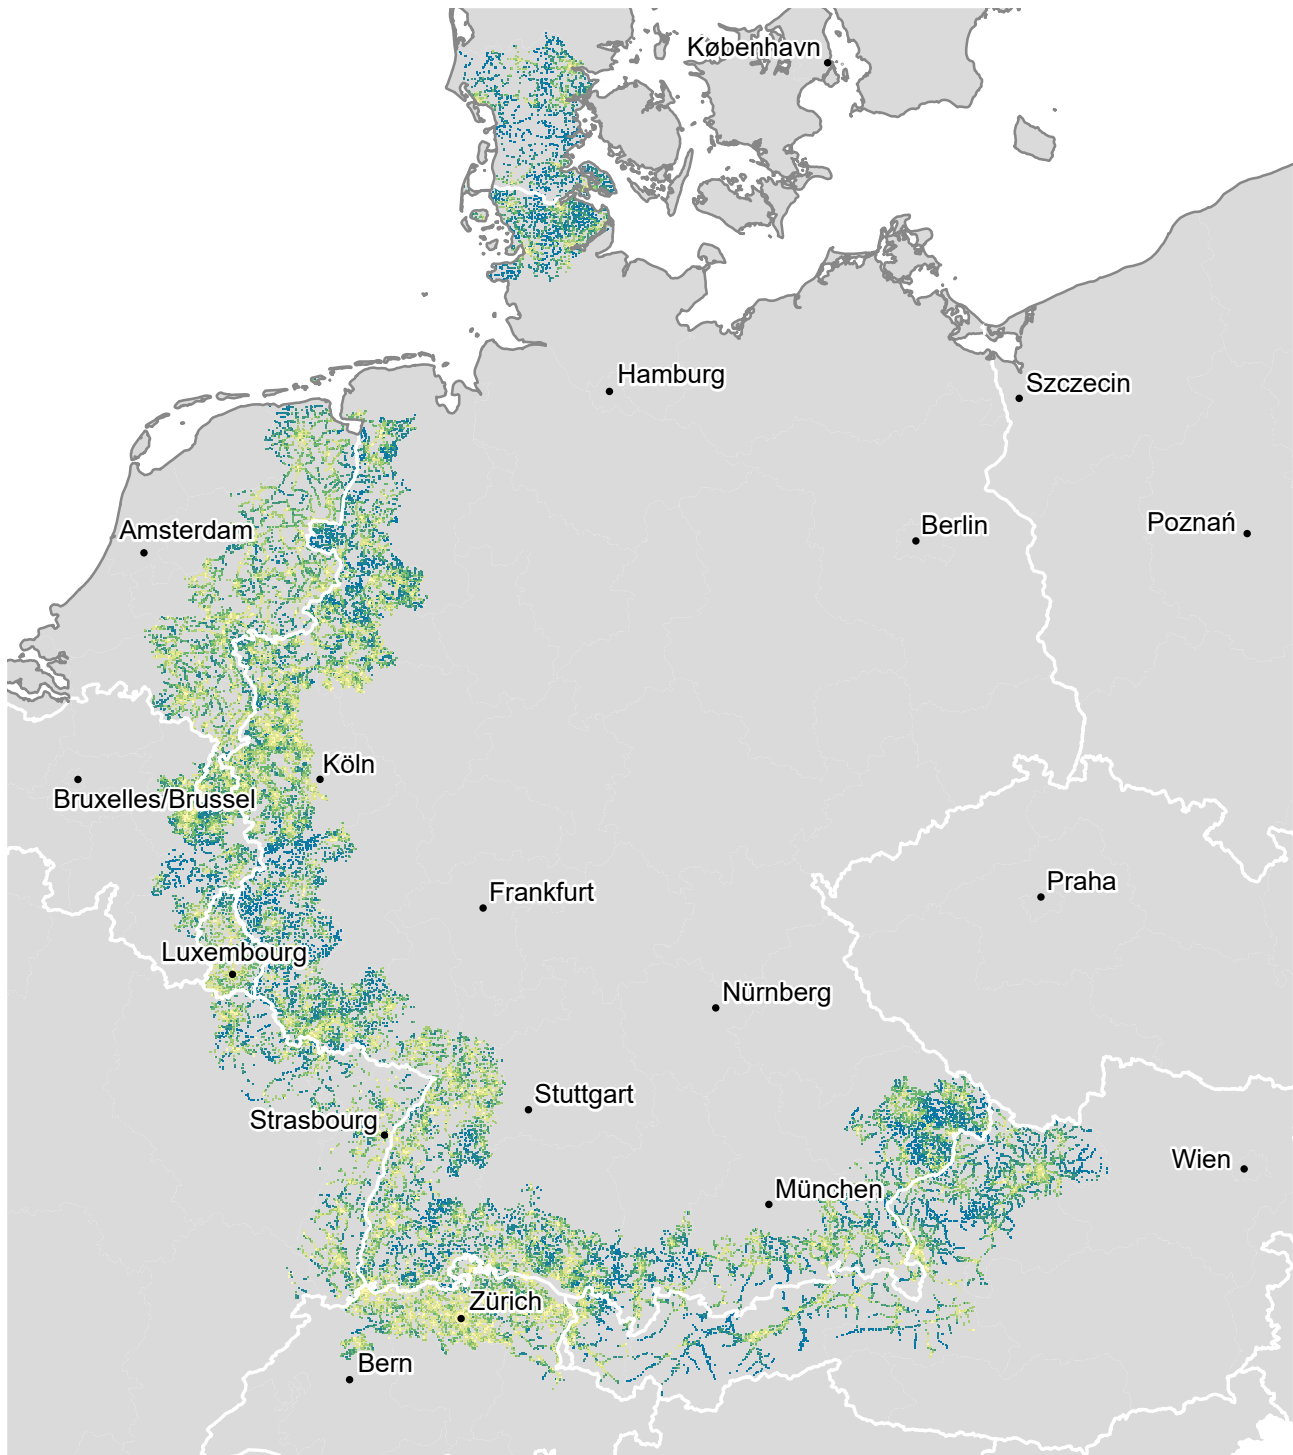 København
Hamburg
Szczecin
Amsterdam
Berlin
Poznań
Köln
Bruxelles/Brussel
Frankfurt
Praha
Luxembourg
Nürnberg
Stuttgart
Strasbourg
Wien
München
Zürich
Bern